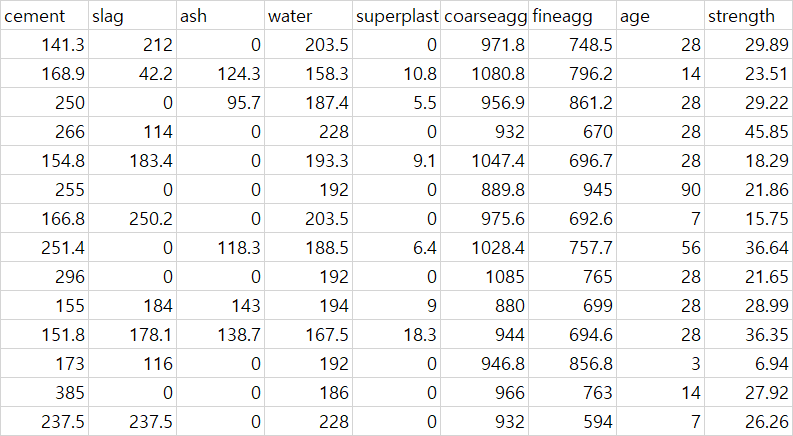 cement slag ash water superplast coarseagg fineagg age strength
141.3 212 0 203.5 0 971.8 748.5 28 29.89
168.9 42.2 124.3 158.3 10.8 1080.8 796.2 14 23.51
250 0 95.7 187.4 5.5 956.9 861.2 28 29.22
266 114 0 228 0 932 670 28 45.85
154.8 183.4 0 193.3 9.1 1047.4 696.7 28 18.29
255 0 0 192 0 889.8 945 90 21.86
166.8 250.2 0 203.5 0 975.6 692.6 7 15.75
251.4 0 118.3 188.5 6.4 1028.4 757.7 56 36.64
296 0 0 192 0 1085 765 28 21.65
155 184 143 194 9 880 699 28 28.99
151.8 178.1 138.7 167.5 18.3 944 694.6 28 36.35
173 116 0 192 0 946.8 856.8 3 6.94
385 0 0 186 0 966 763 14 27.92
237.5 237.5 0 228 0 932 594 7 26.26